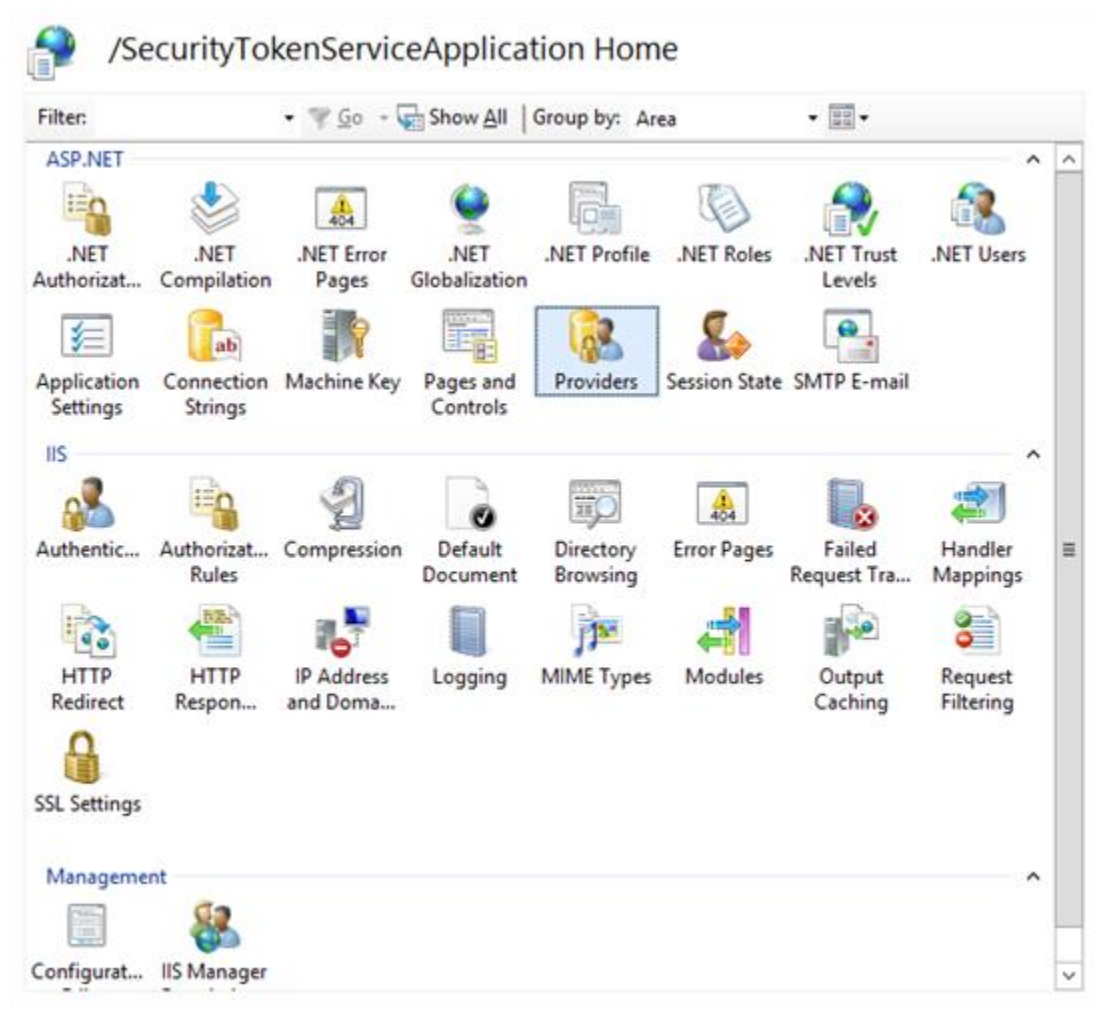 /SecurityTokenServiceApplication Home
Filter: Go Show All Group by: Area
ASP.NET
.NET Authorizat...
.NET Compilation
.NET Error Pages
.NET Globalization
.NET Profile
.NET Roles
.NET Trust Levels
.NET Users
Application Settings
Connection Strings
Machine Key
Pages and Controls
Providers
Session State
SMTP E-mail
IIS
Authentic...
Authorizat... Rules
Compression
Default Document
Directory Browsing
Error Pages
Failed Request Tra...
Handler Mappings
HTTP Redirect
HTTP Respon...
IP Address and Doma...
Logging
MIME Types
Modules
Output Caching
Request Filtering
SSL Settings
Management
Configurat...
IIS Manager